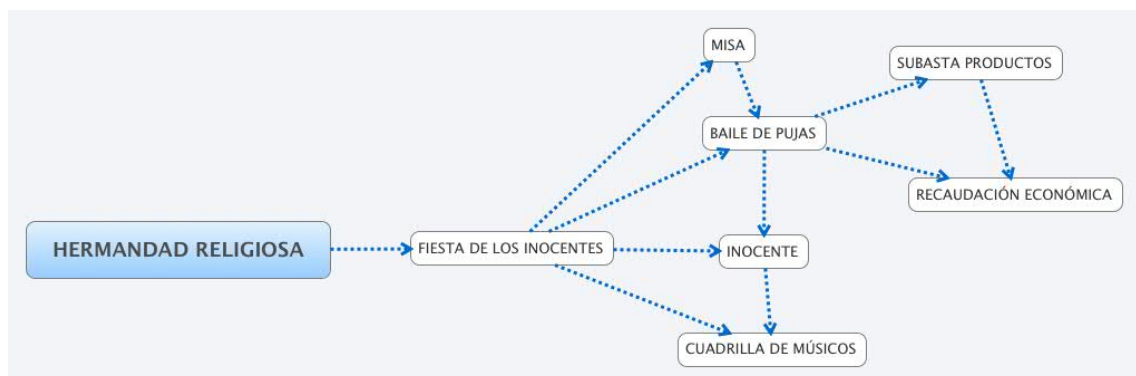 MISA
SUBASTA PRODUCTOS
BAILE DE PUJAS
RECAUDACIÓN ECONÓMICA
HERMANDAD RELIGIOSA
FIESTA DE LOS INOCENTES
INOCENTE
CUADRILLA DE MÚSICOS